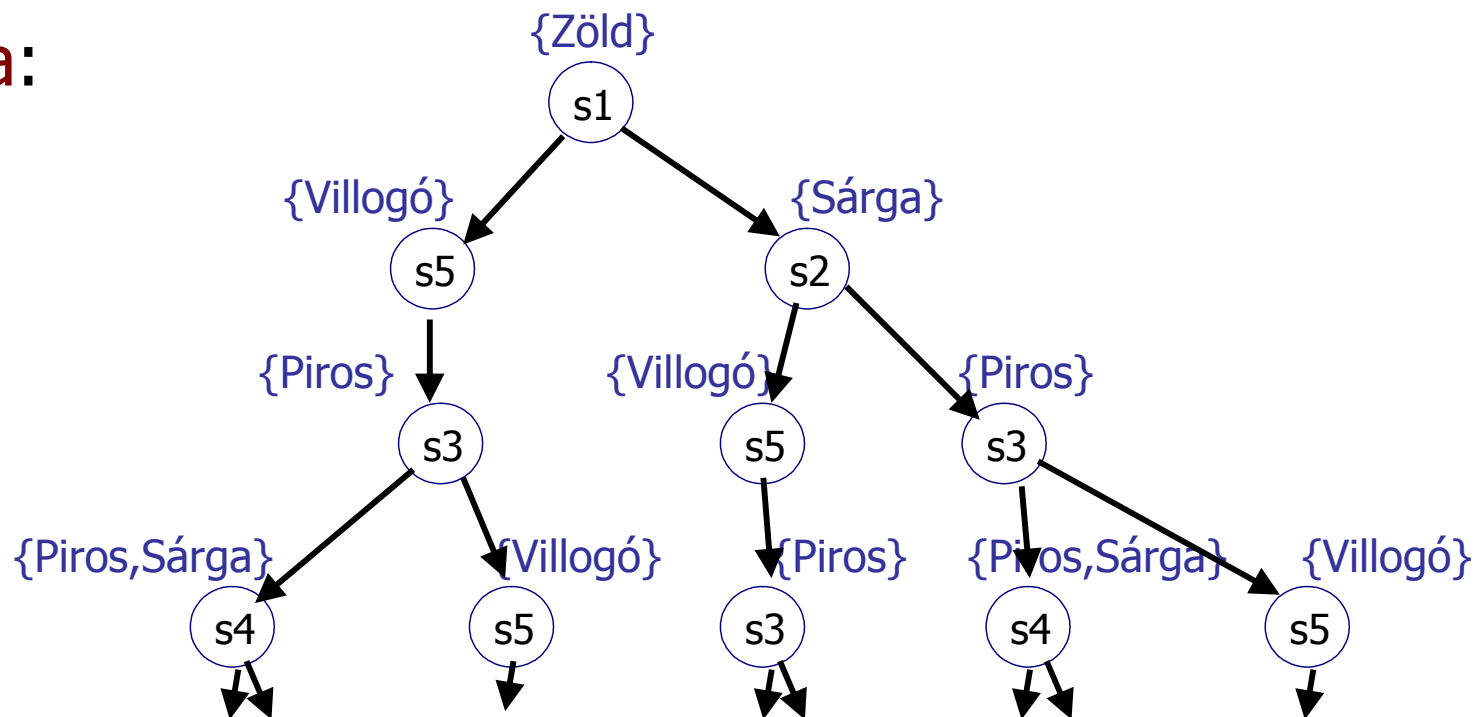 {Zöld}
a:
s1
{Villogó} {Sárga}
s5 s2
{Piros} {Villogó} {Piros}
s3 s5 s3
{Piros,Sárga} {Villogó} {Piros} {Piros,Sárga} {Villogó}
s4 s5 s3 s4 s5